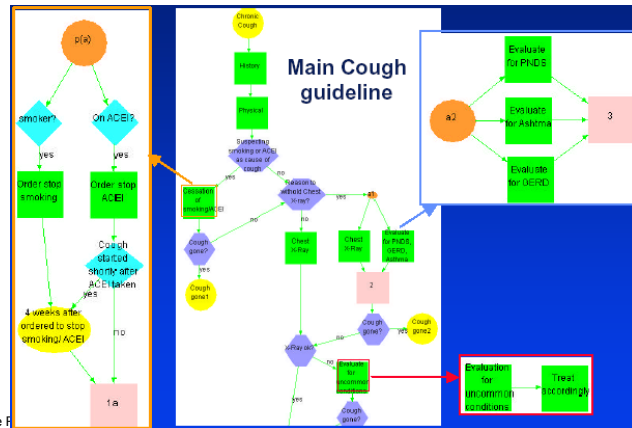 p(a)
smoker?
On ACEI?
yes
yes
Order stop
smoking
Order stop
ACEI
Cough
started
shortly after
ACEI taken
yes
no
4 weeks after
ordered to stop
smoking/ ACEI
1a
Chronic
Cough
History
Physical
Main Cough
guideline
Suspecting
smoking or ACEI
as cause of
cough
yes
no
Cessation
of
smoking/ACEI
Reason to
withold Chest
X-ray?
yes
a1
no
no
Cough
gone?
yes
Cough
gone1
Chest
X-Ray
Chest
X-Ray
Evaluate
for PNDS,
GERD,
Asthma
2
Cough
gone?
yes
Cough
gone2
no
X-Ray ok?
no
yes
Evaluate
for
uncommon
conditions
Cough
gone?
a2
Evaluate
for PNDS
Evaluate
for Ashtma
Evaluate
for GERD
3
Evaluation
for
uncommon
conditions
Treat
accordingly